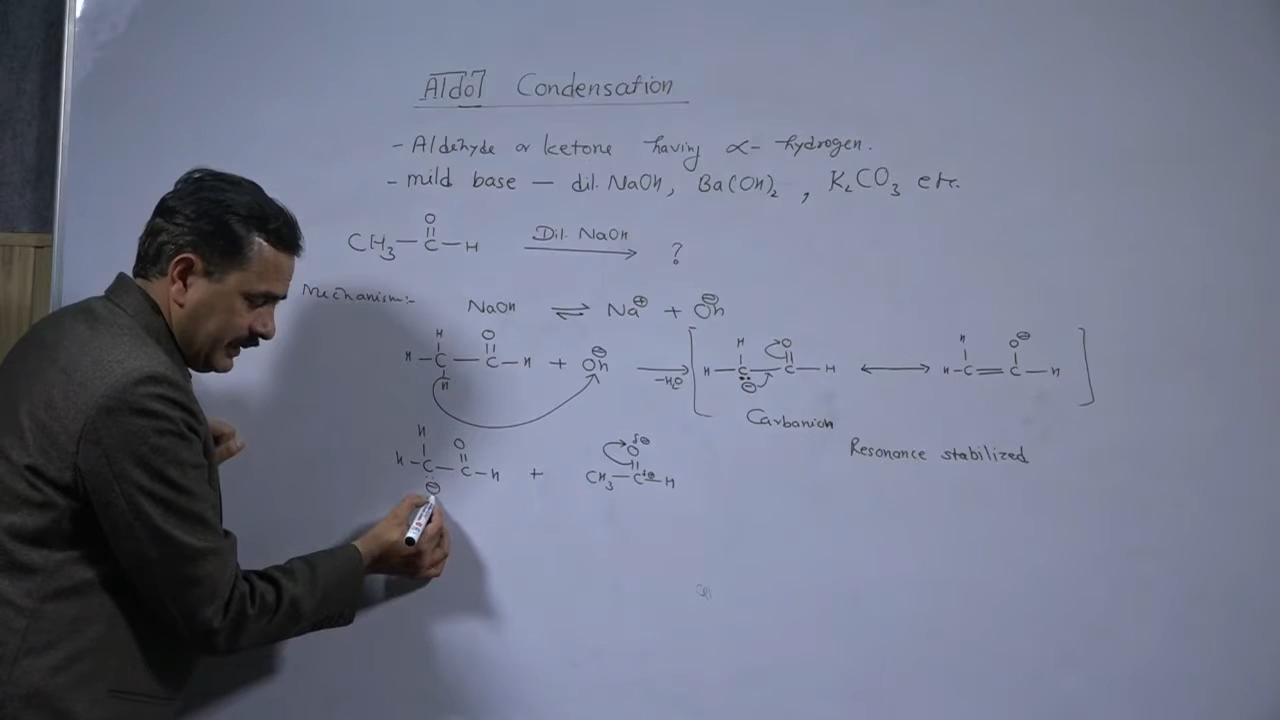 Aldol Condensation
- Aldehyde or ketone having α- hydrogen.
- mild base — dil. NaOH, Ba(OH)₂, K₂CO₃ etc.
CH₃—C(=O)—H Dil. NaOH → ?
Mechanism:- NaOH ⇌ Na⊕ + OH⊖
H—C(H)(H)—C(=O)—H + OH⊖ → -H₂O [H—C(H)(⊖)—C(=O)—H ↔ H—C(H)=C(O⊖)—H]
Carbanion
Resonance stabilized
H—C(H)(⊖)—C(=O)—H + CH₃—C(δ⊕)(=O δ⊖)—H